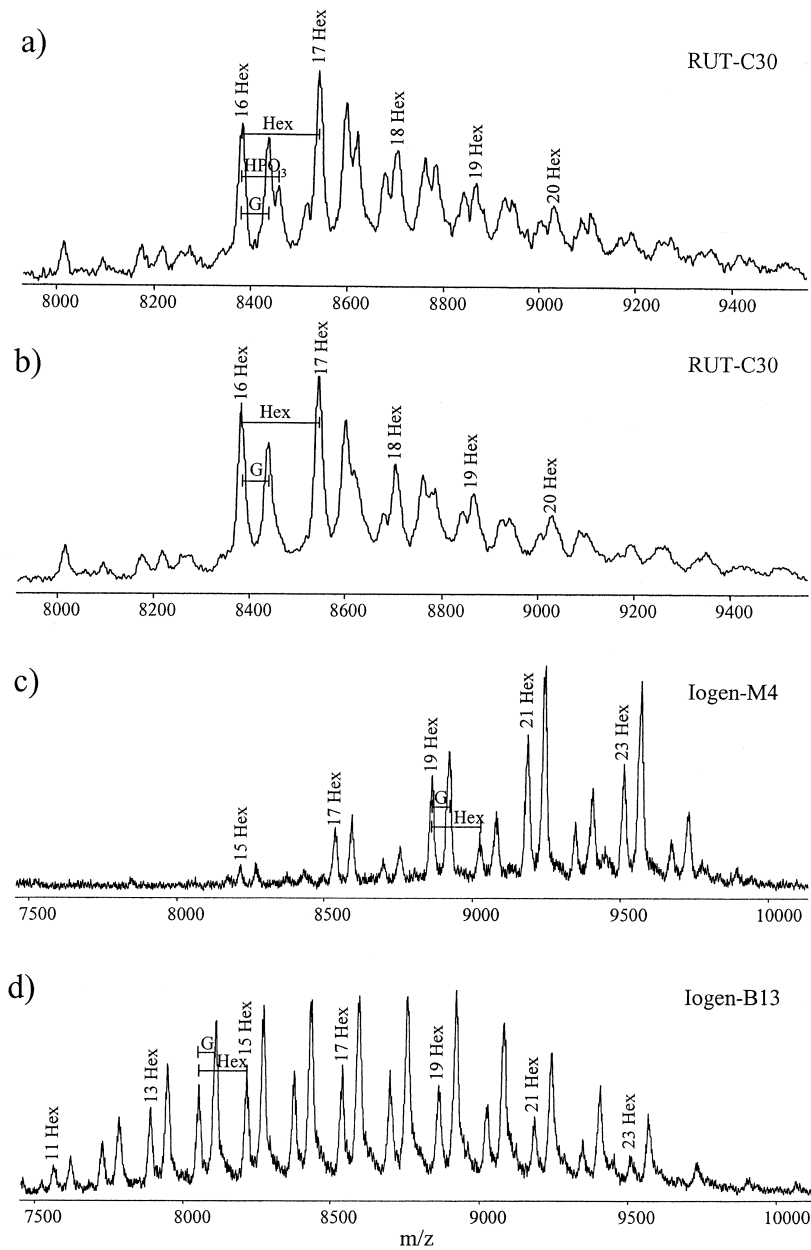 a)
RUT-C30
16 Hex
17 Hex
18 Hex
19 Hex
20 Hex
Hex
HPO3
G
8000 8200 8400 8600 8800 9000 9200 9400
b)
RUT-C30
16 Hex
17 Hex
18 Hex
19 Hex
20 Hex
Hex
G
8000 8200 8400 8600 8800 9000 9200 9400
c)
Iogen-M4
15 Hex
17 Hex
19 Hex
21 Hex
23 Hex
G
Hex
7500 8000 8500 9000 9500 10000
d)
Iogen-B13
11 Hex
13 Hex
15 Hex
17 Hex
19 Hex
21 Hex
23 Hex
G
Hex
7500 8000 8500 9000 9500 10000
m/z